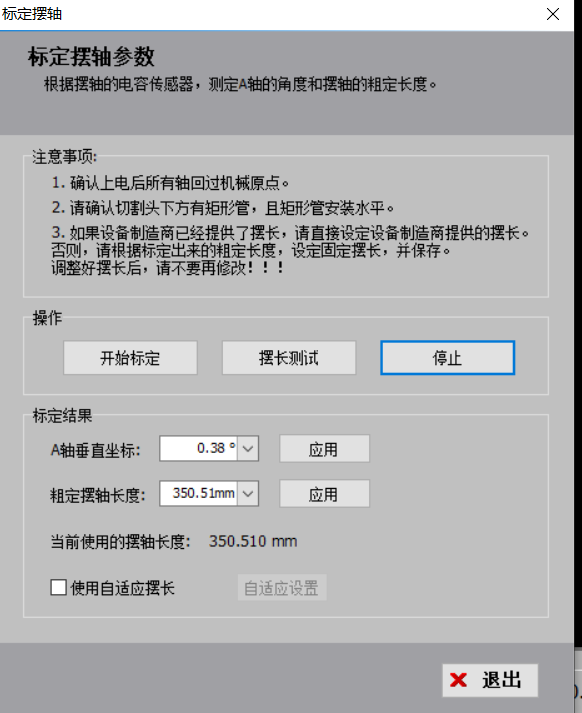 标定摆轴
标定摆轴参数
根据摆轴的电容传感器，测定A轴的角度和摆轴的粗定长度。
注意事项:
1. 确认上电后所有轴回过机械原点。
2. 请确认切割头下方有矩形管，且矩形管安装水平。
3. 如果设备制造商已经提供了摆长，请直接设定设备制造商提供的摆长。
否则，请根据标定出来的粗定长度，设定固定摆长，并保存。
调整好摆长后，请不要再修改！！！
操作
开始标定 摆长测试 停止
标定结果
A轴垂直坐标: 0.38 ° 应用
粗定摆轴长度: 350.51mm 应用
当前使用的摆轴长度: 350.510 mm
使用自适应摆长 自适应设置
退出